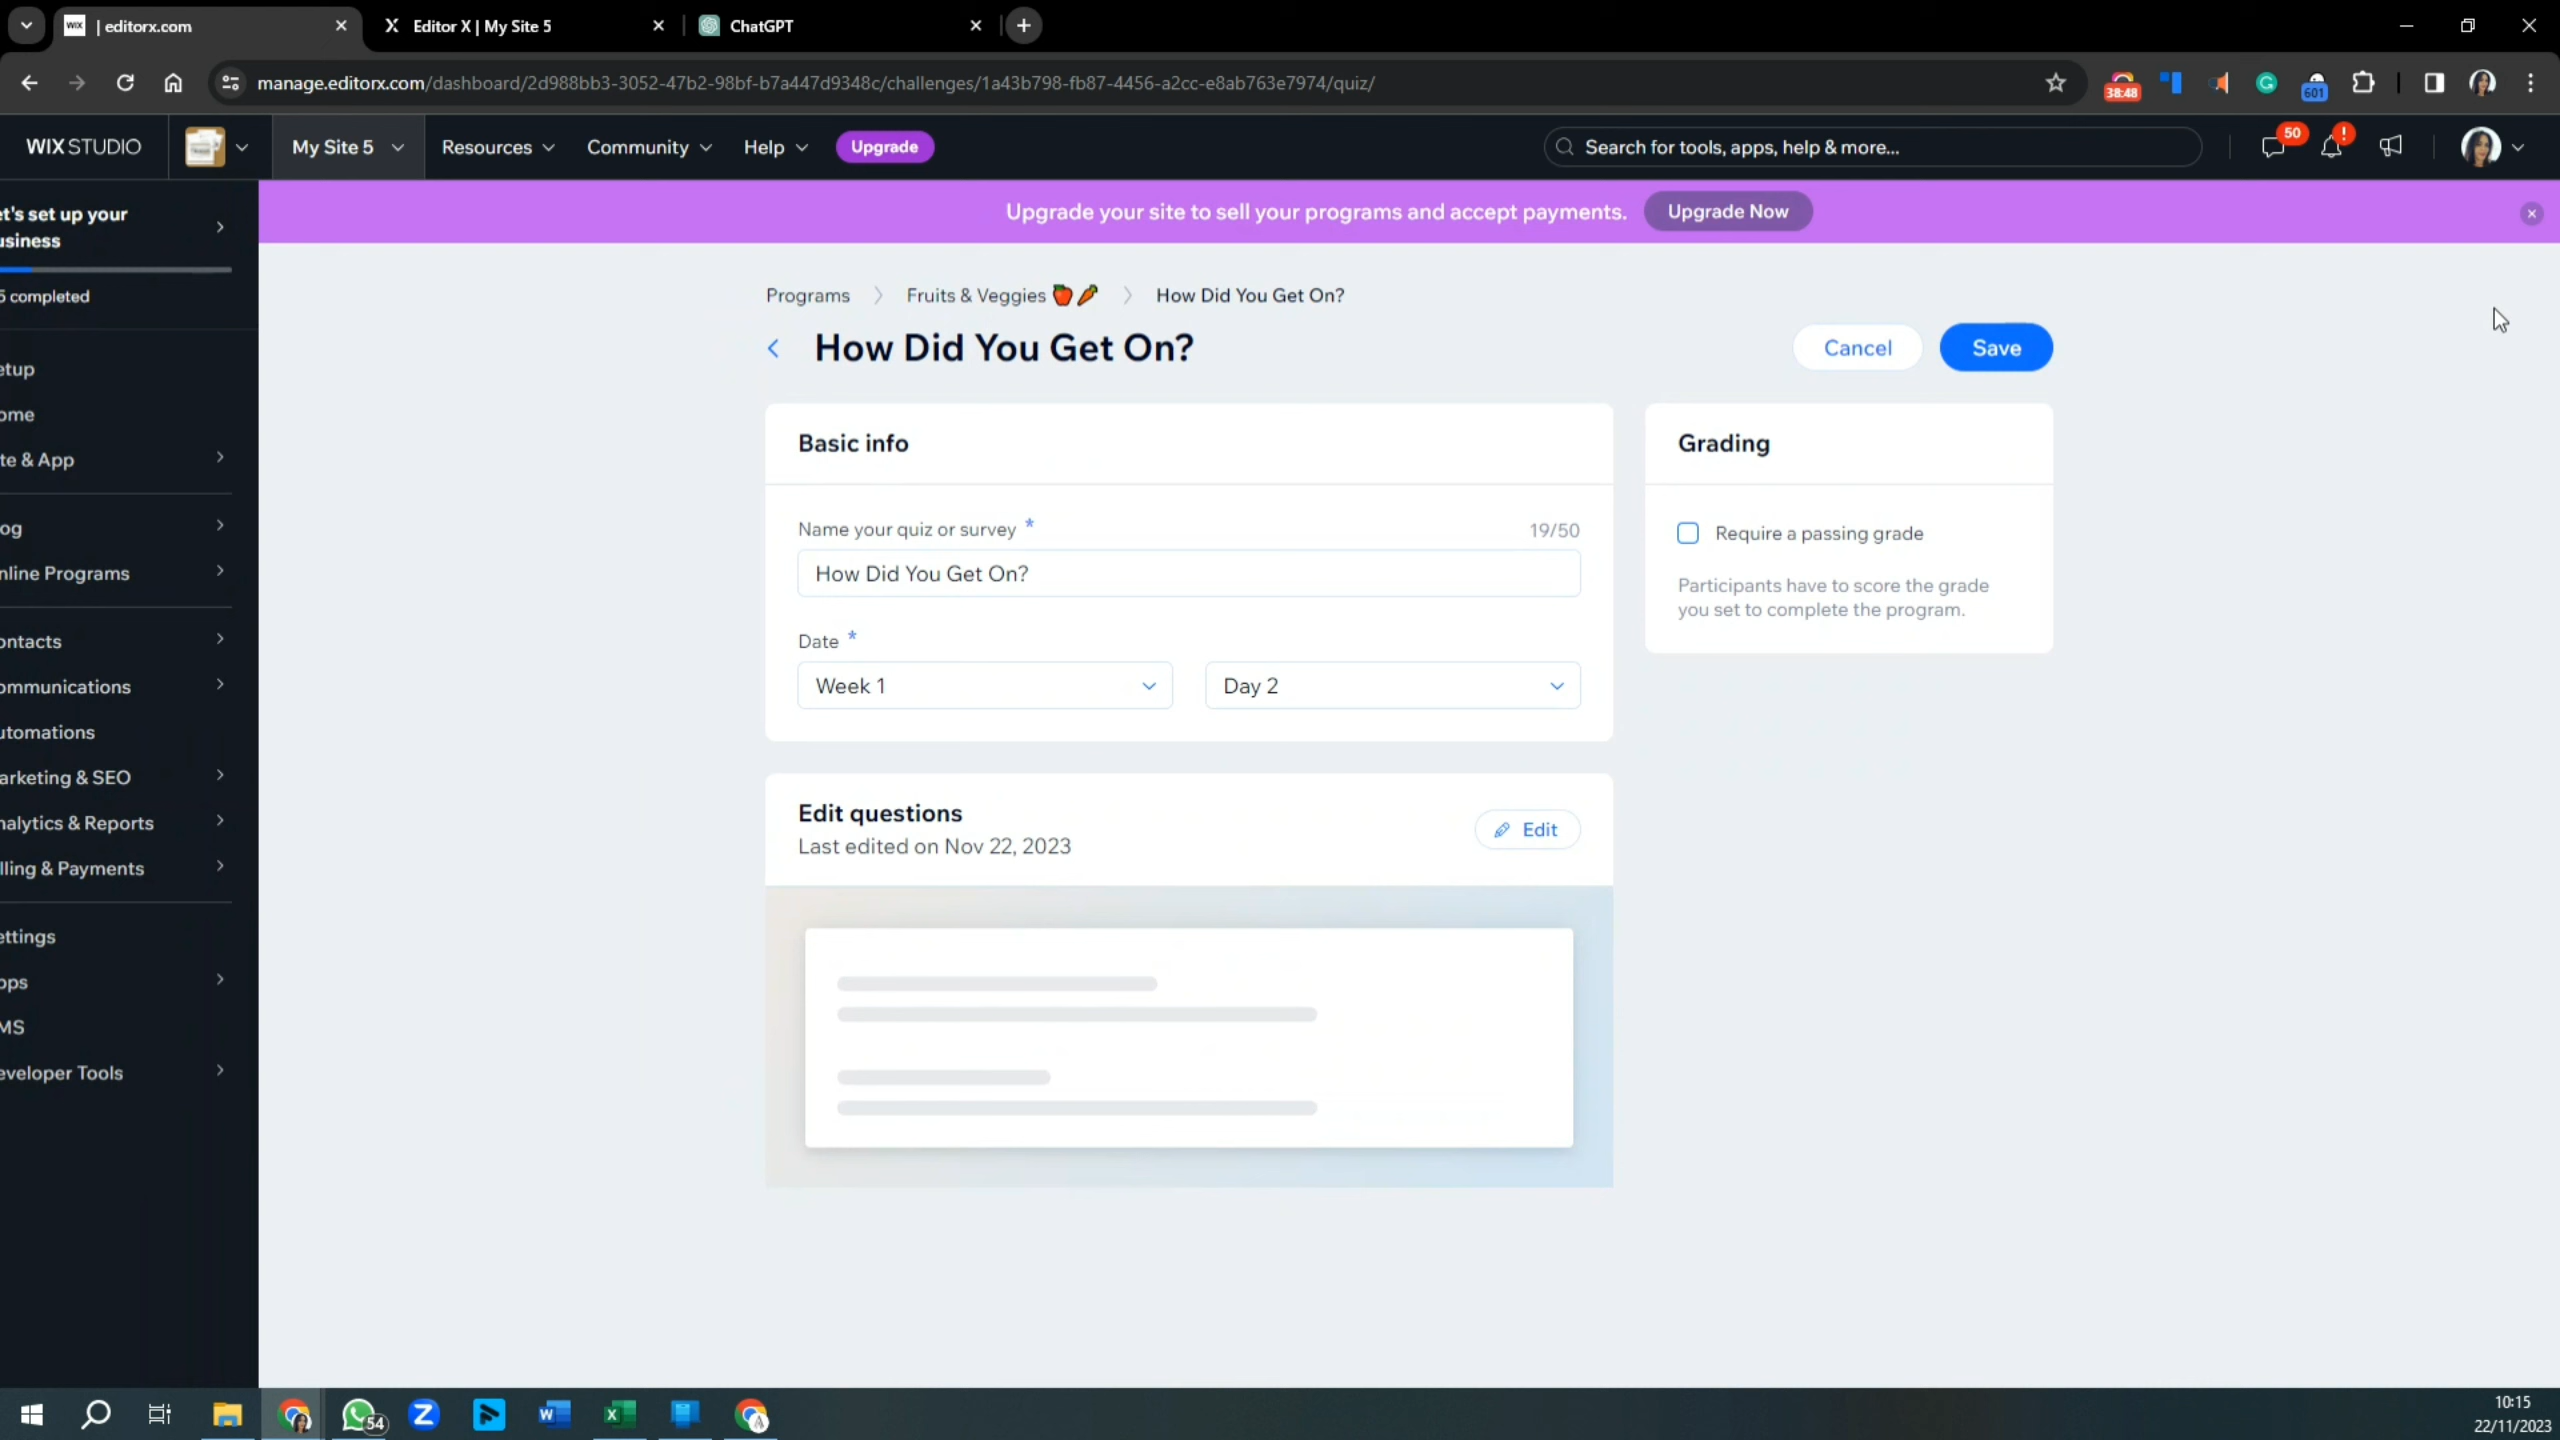 | editorx.com
Editor X | My Site 5
ChatGPT
manage.editorx.com/dashboard/2d988bb3-3052-47b2-98bf-b7a447d9348c/challenges/1a43b798-fb87-4456-a2cc-e8ab763e7974/quiz/
38:48
601
WIX STUDIO
My Site 5
Resources
Community
Help
Upgrade
Search for tools, apps, help & more...
50
et's set up your
usiness
5 completed
Upgrade your site to sell your programs and accept payments.
Upgrade Now
Programs
Fruits & Veggies 🍎🥕
How Did You Get On?
How Did You Get On?
Cancel
Save
etup
ome
te & App
og
nline Programs
ontacts
ommunications
utomations
arketing & SEO
nalytics & Reports
lling & Payments
ettings
pps
MS
eveloper Tools
Basic info
Name your quiz or survey *
19/50
How Did You Get On?
Date *
Week 1
Day 2
Edit questions
Last edited on Nov 22, 2023
Edit
Grading
Require a passing grade
Participants have to score the grade
you set to complete the program.
54
10:15
22/11/2023